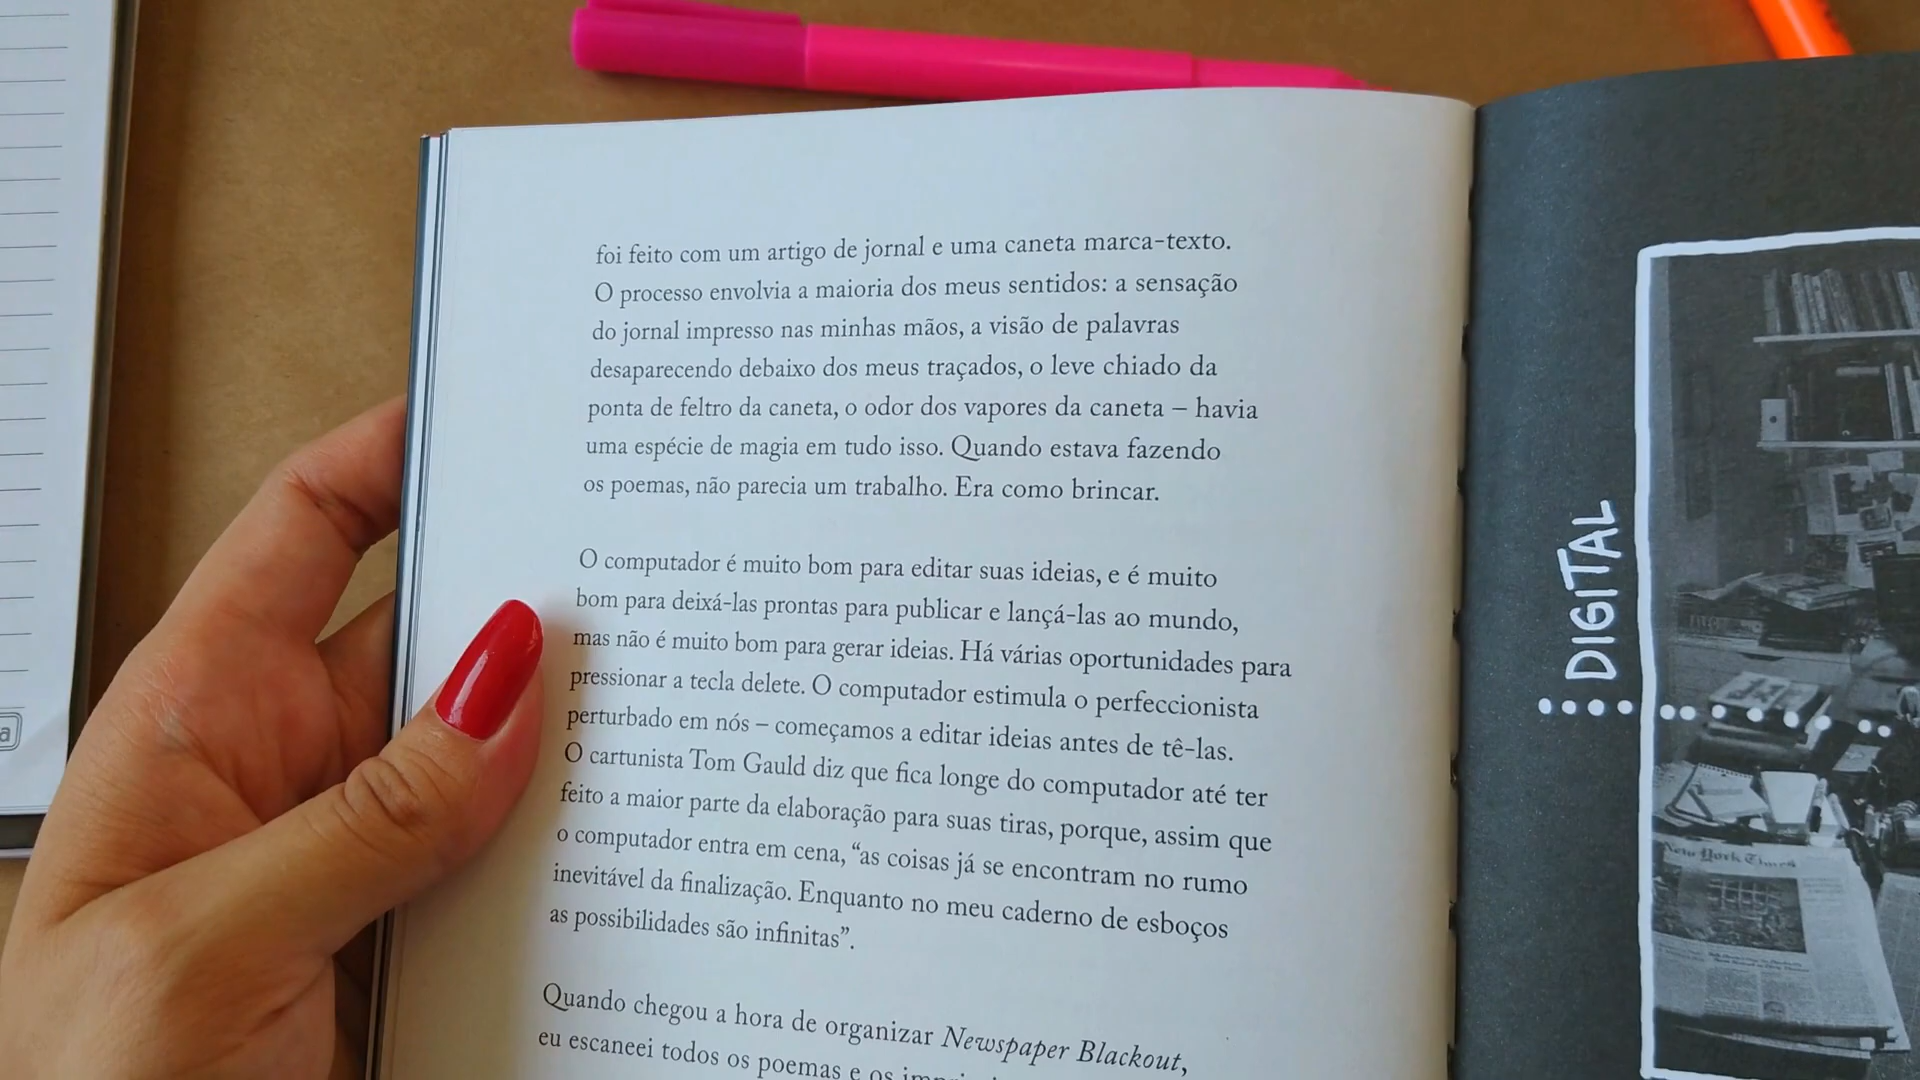 foi feito com um artigo de jornal e uma caneta marca-texto.
O processo envolvia a maioria dos meus sentidos: a sensação
do jornal impresso nas minhas mãos, a visão de palavras
desaparecendo debaixo dos meus traçados, o leve chiado da
ponta de feltro da caneta, o odor dos vapores da caneta – havia
uma espécie de magia em tudo isso. Quando estava fazendo
os poemas, não parecia um trabalho. Era como brincar.
O computador é muito bom para editar suas ideias, e é muito
bom para deixá-las prontas para publicar e lançá-las ao mundo,
mas não é muito bom para gerar ideias. Há várias oportunidades para
pressionar a tecla delete. O computador estimula o perfeccionista
perturbado em nós – começamos a editar ideias antes de tê-las.
O cartunista Tom Gauld diz que fica longe do computador até ter
feito a maior parte da elaboração para suas tiras, porque, assim que
o computador entra em cena, “as coisas já se encontram no rumo
inevitável da finalização. Enquanto no meu caderno de esboços
as possibilidades são infinitas”.
Quando chegou a hora de organizar Newspaper Blackout,
eu escaneei todos os poemas e os
DIGITAL
New York Times
a